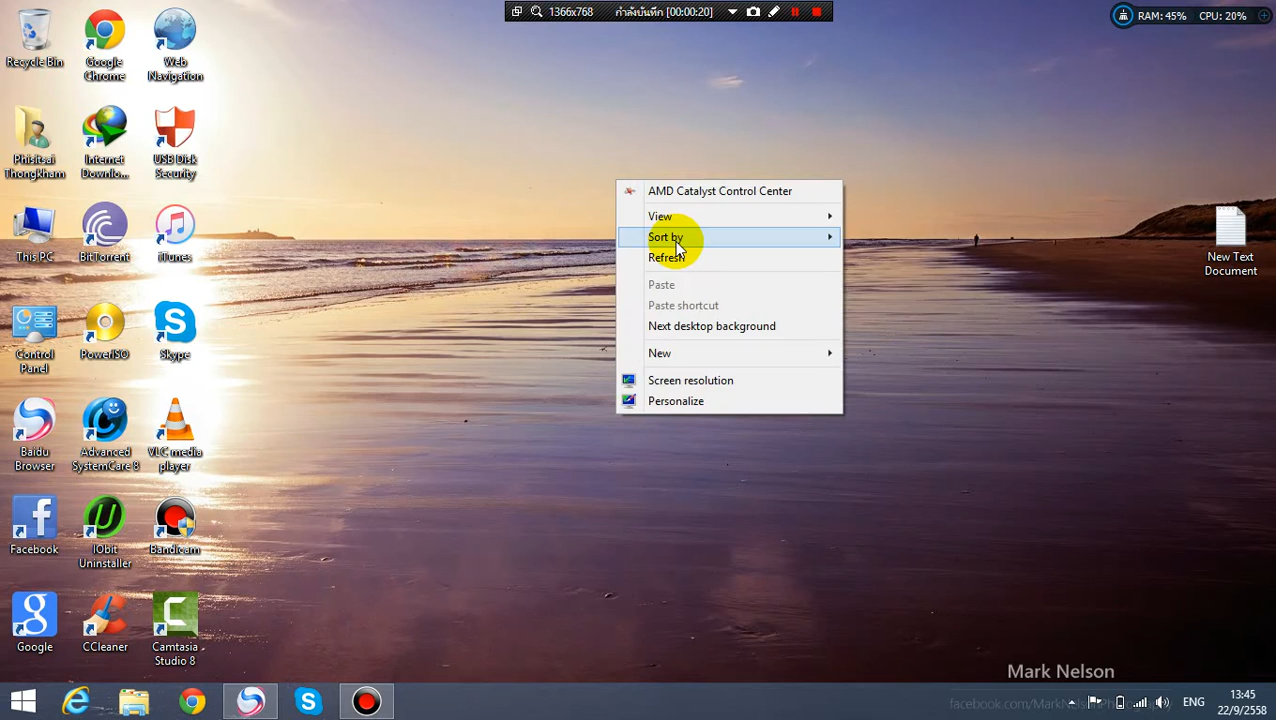 1366x768
กำลังบันทึก [00:00:20]
RAM: 45%
CPU: 20%
Recycle Bin
Google
Chrome
Web
Navigation
Phisitsai
Thongkham
Internet
Downlo...
USB Disk
Security
This PC
BitTorrent
iTunes
Control
Panel
PowerISO
Skype
Baidu
Browser
Advanced
SystemCare 8
VLC media
player
Facebook
IObit
Uninstaller
Bandicam
Google
CCleaner
Camtasia
Studio 8
AMD Catalyst Control Center
View
Sort by
Refresh
Paste
Paste shortcut
Next desktop background
New
Screen resolution
Personalize
New Text
Document
Mark Nelson
ENG
13:45
22/9/2558